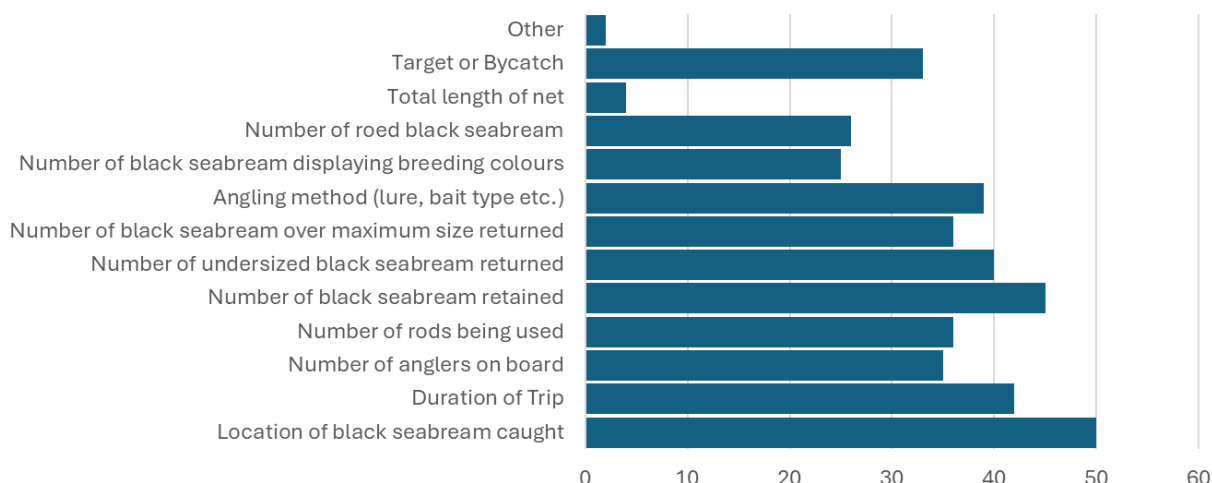 Other
Target or Bycatch
Total length of net
Number of roed black seabream
Number of black seabream displaying breeding colours
Angling method (lure, bait type etc.)
Number of black seabream over maximum size returned
Number of undersized black seabream returned
Number of black seabream retained
Number of rods being used
Number of anglers on board
Duration of Trip
Location of black seabream caught
0 10 20 30 40 50 60